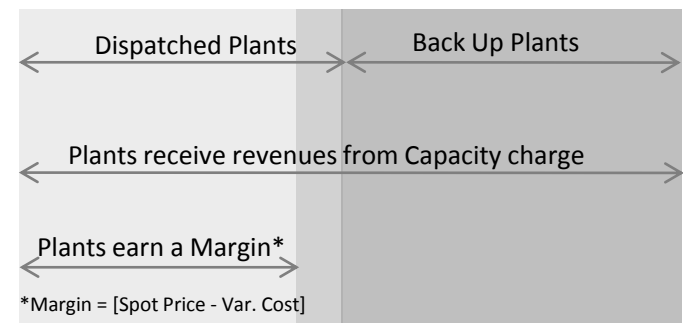 Dispatched Plants
Back Up Plants
Plants receive revenues from Capacity charge
Plants earn a Margin*
*Margin = [Spot Price - Var. Cost]